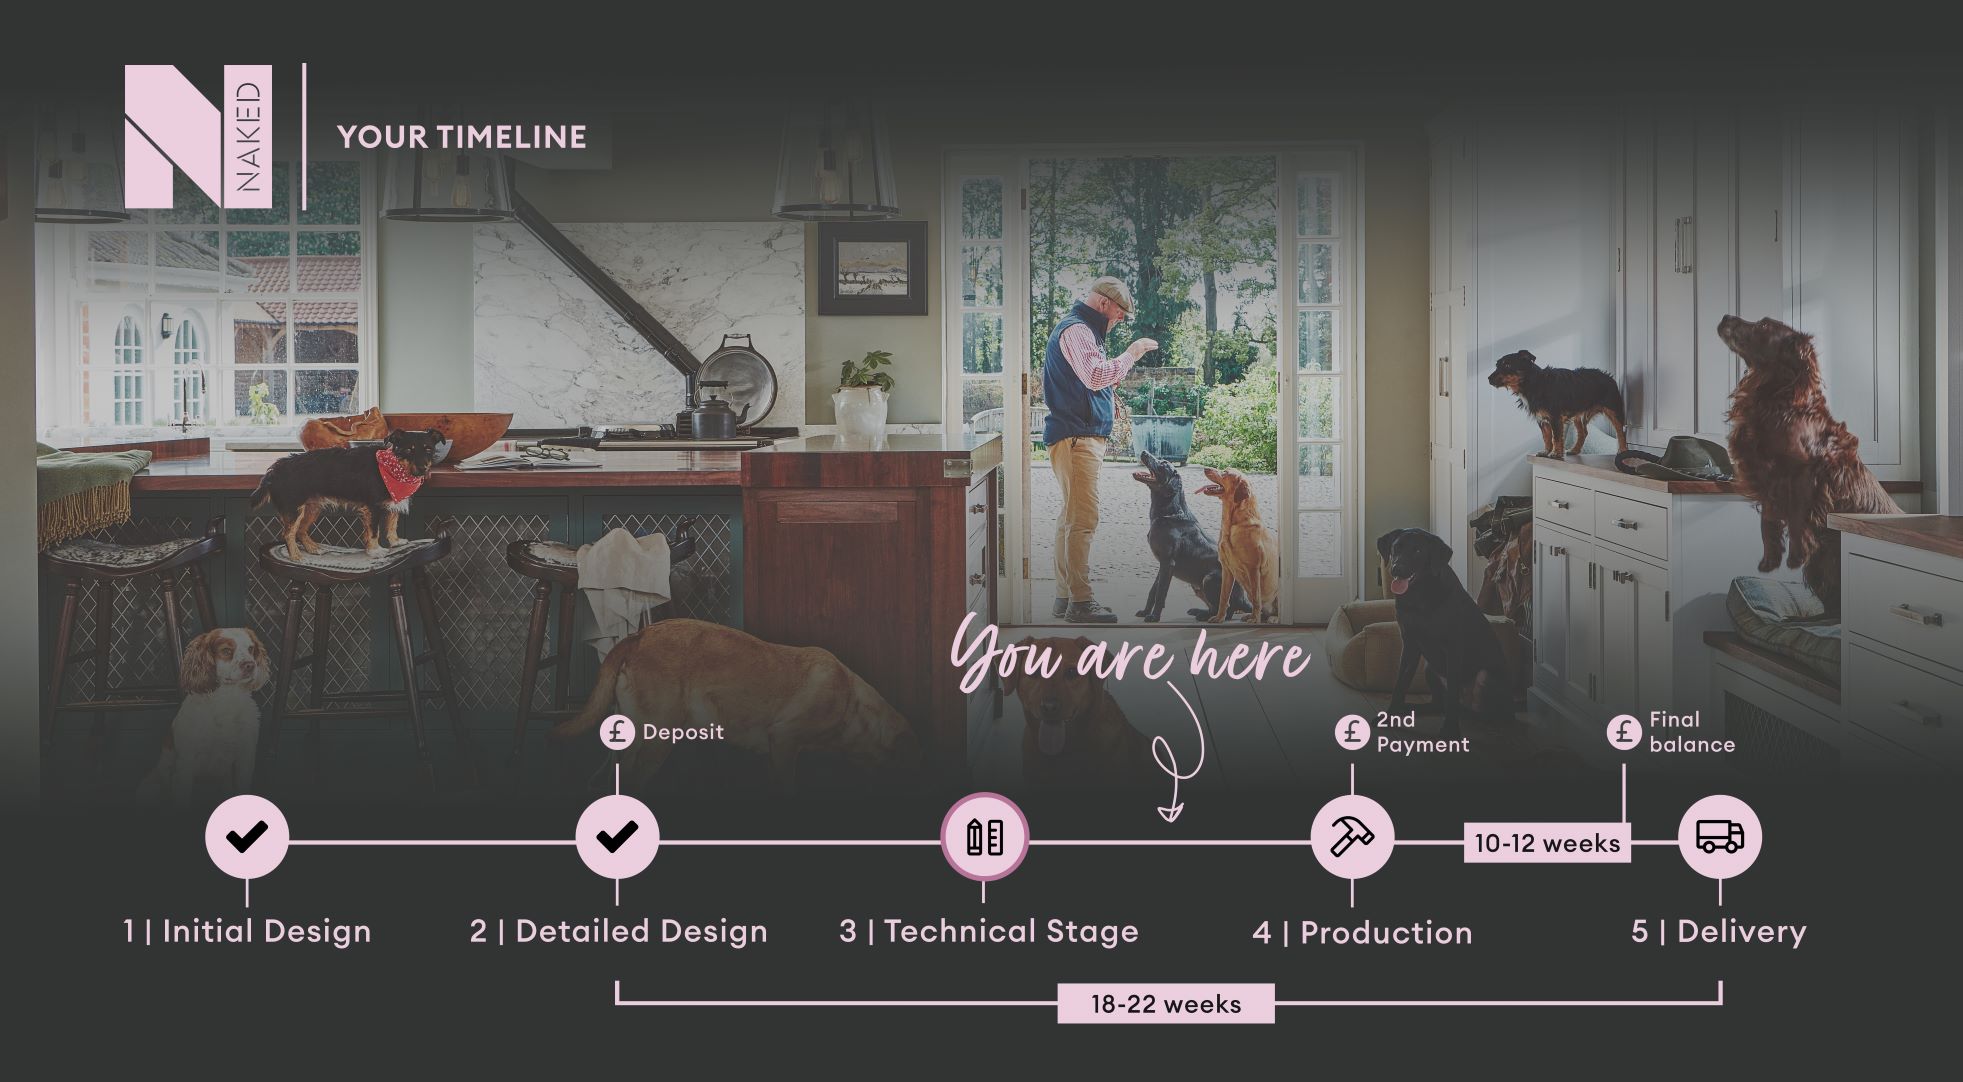 NAKED
YOUR TIMELINE
You are here
£ Deposit
£ 2nd
Payment
£ Final
balance
10-12 weeks
1 | Initial Design
2 | Detailed Design
3 | Technical Stage
4 | Production
5 | Delivery
18-22 weeks